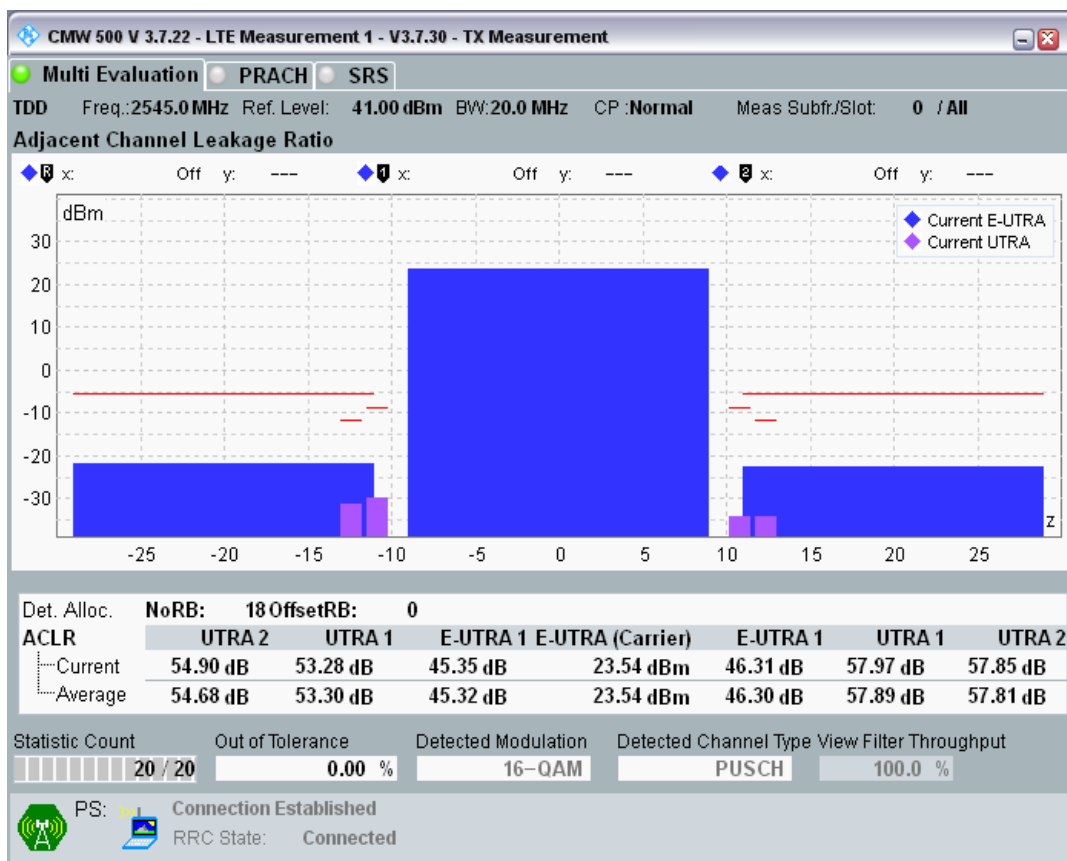 CMW 500 V 3.7.22 - LTE Measurement 1 - V3.7.30 - TX Measurement
Multi Evaluation PRACH SRS
TDD Freq.:2545.0 MHz Ref. Level: 41.00 dBm BW:20.0 MHz CP :Normal Meas Subfr./Slot: 0 / All
Adjacent Channel Leakage Ratio
R x: Off y: --- 1 x: Off y: --- 2 x: Off y: ---
dBm
Current E-UTRA
Current UTRA
30
20
10
0
-10
-20
-30
z
-25 -20 -15 -10 -5 0 5 10 15 20 25
Det. Alloc. NoRB: 18 OffsetRB: 0
ACLR UTRA 2 UTRA 1 E-UTRA 1 E-UTRA (Carrier) E-UTRA 1 UTRA 1 UTRA 2
Current 54.90 dB 53.28 dB 45.35 dB 23.54 dBm 46.31 dB 57.97 dB 57.85 dB
Average 54.68 dB 53.30 dB 45.32 dB 23.54 dBm 46.30 dB 57.89 dB 57.81 dB
Statistic Count Out of Tolerance Detected Modulation Detected Channel Type View Filter Throughput
20 / 20 0.00 % 16-QAM PUSCH 100.0 %
PS: Connection Established
RRC State: Connected